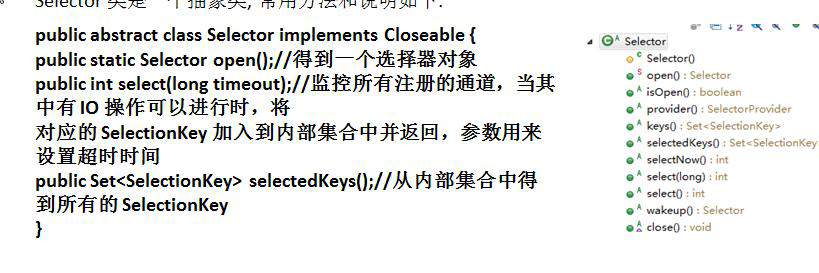 Selector 类是一个抽象类, 常用方法和说明如下:
public abstract class Selector implements Closeable {
public static Selector open();//得到一个选择器对象
public int select(long timeout);//监控所有注册的通道，当其
中有IO 操作可以进行时，将
对应的 SelectionKey 加入到内部集合中并返回，参数用来
设置超时时间
public Set<SelectionKey> selectedKeys();//从内部集合中得
到所有的 SelectionKey
}
Selector
Selector()
open() : Selector
isOpen() : boolean
provider() : SelectorProvider
keys() : Set<SelectionKey>
selectedKeys() : Set<SelectionKey
selectNow() : int
select(long) : int
select() : int
wakeup() : Selector
close() : void